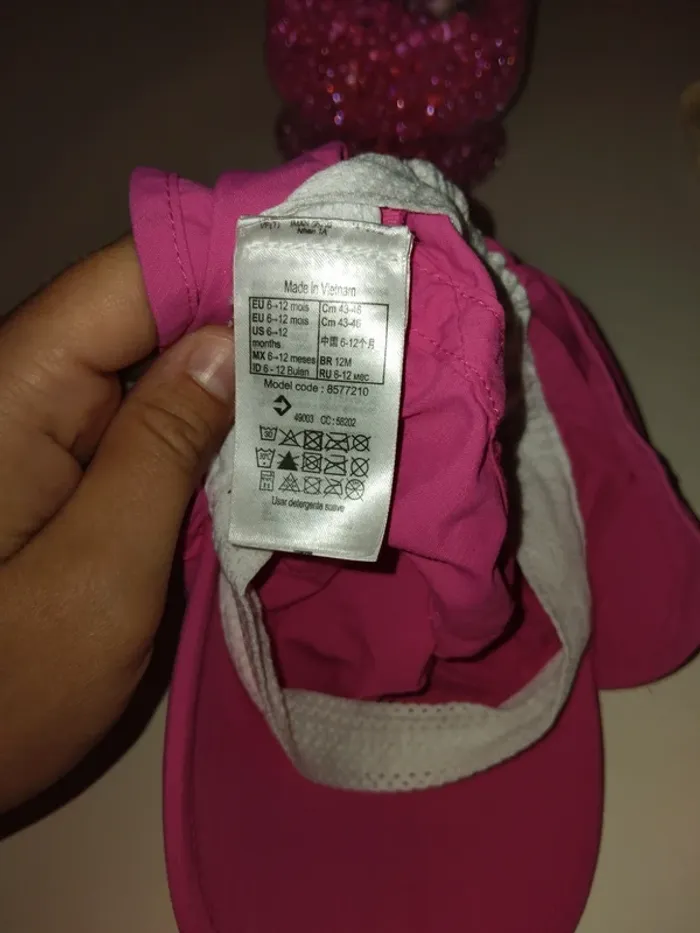 Made in Vietnam
EU 6-12 mois Cm 43-46
EU 6-12 mois Cm 43-46
US 6-12 months 中国 6-12个月
MX 6-12 meses BR 12M
ID 6 - 12 Bulan RU 6-12 мес
Model code : 8577210
49003 CC : 58202
30
Usar detergente suave